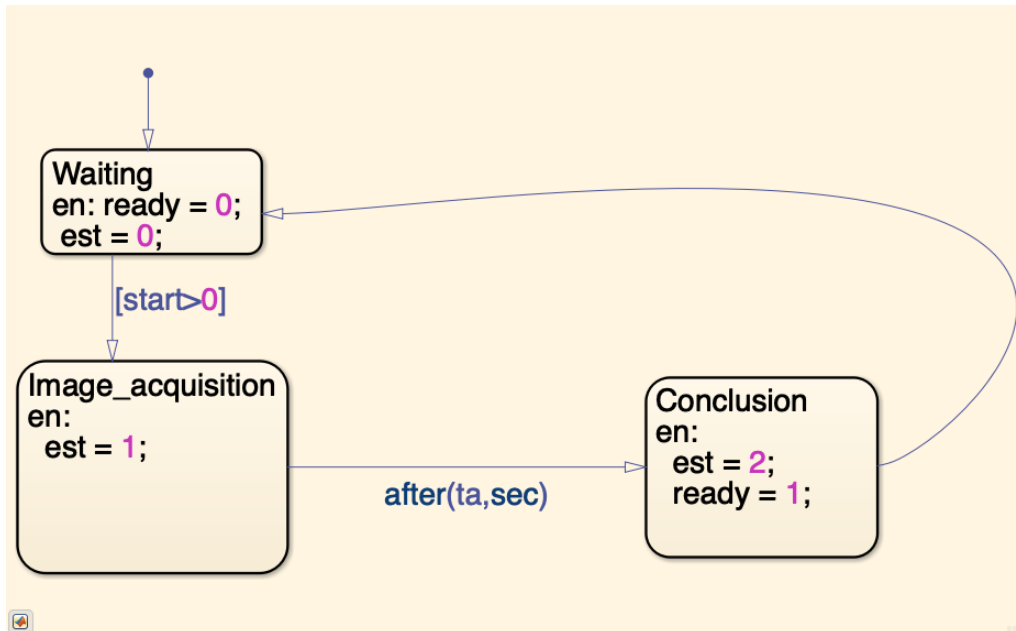 Waiting
en: ready = 0;
est = 0;
[start>0]
Image_acquisition
en:
est = 1;
after(ta,sec)
Conclusion
en:
est = 2;
ready = 1;